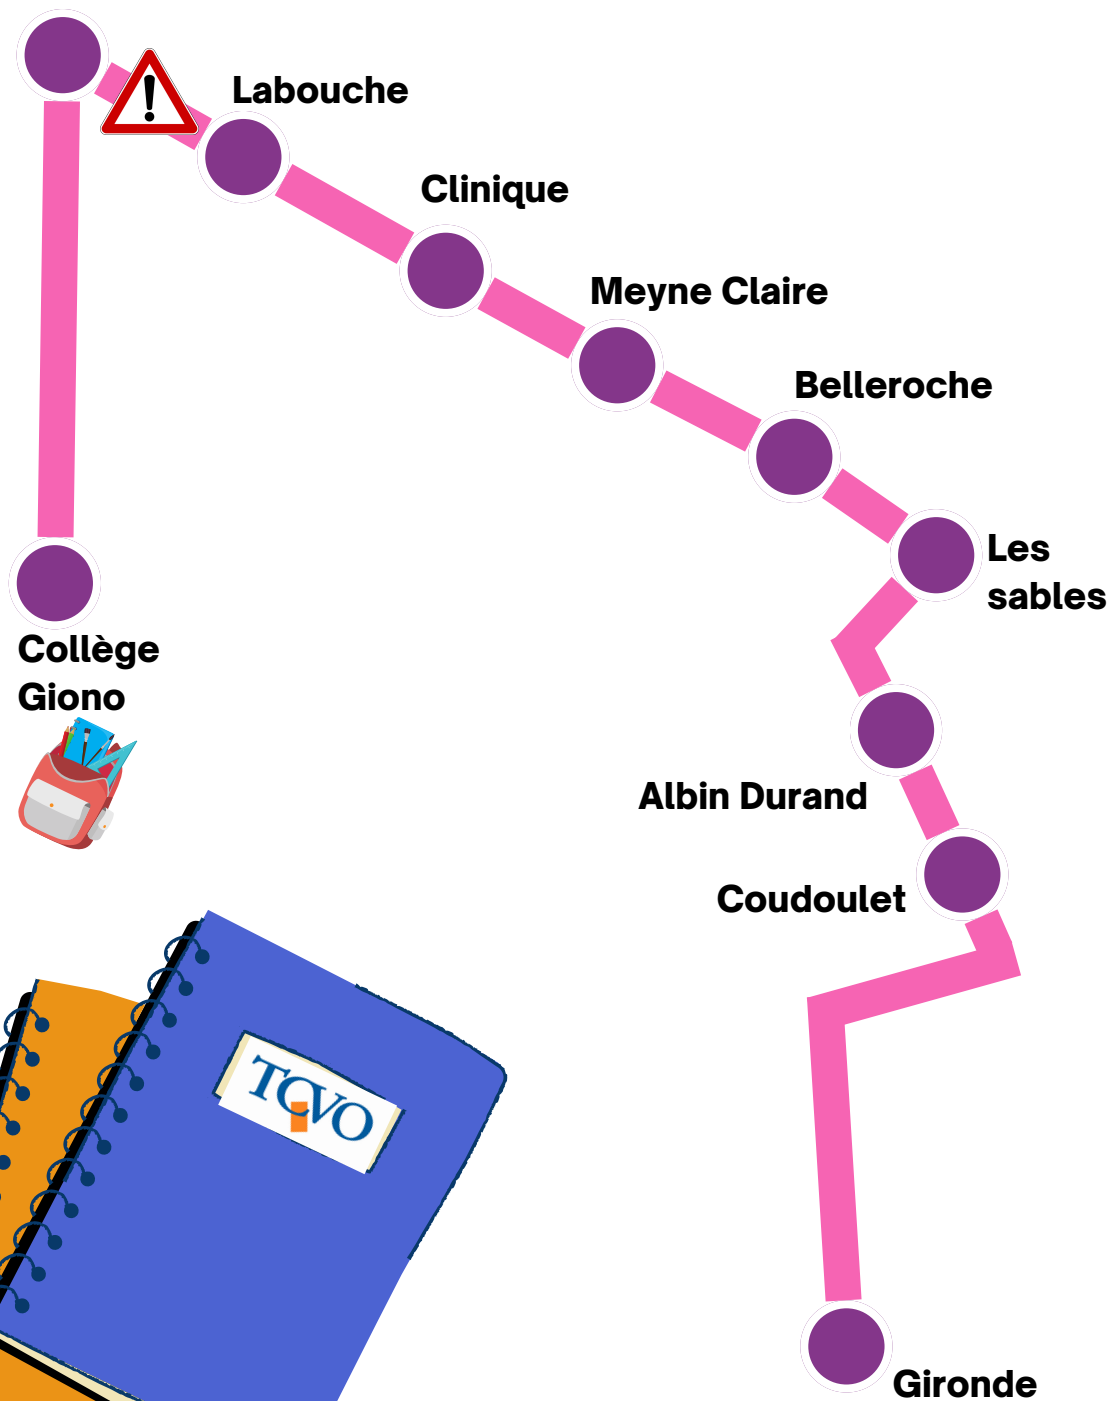 Labouche
Clinique
Meyne Claire
Belleroche
Les
sables
Collège
Giono
Albin Durand
Coudoulet
TCVO
Gironde